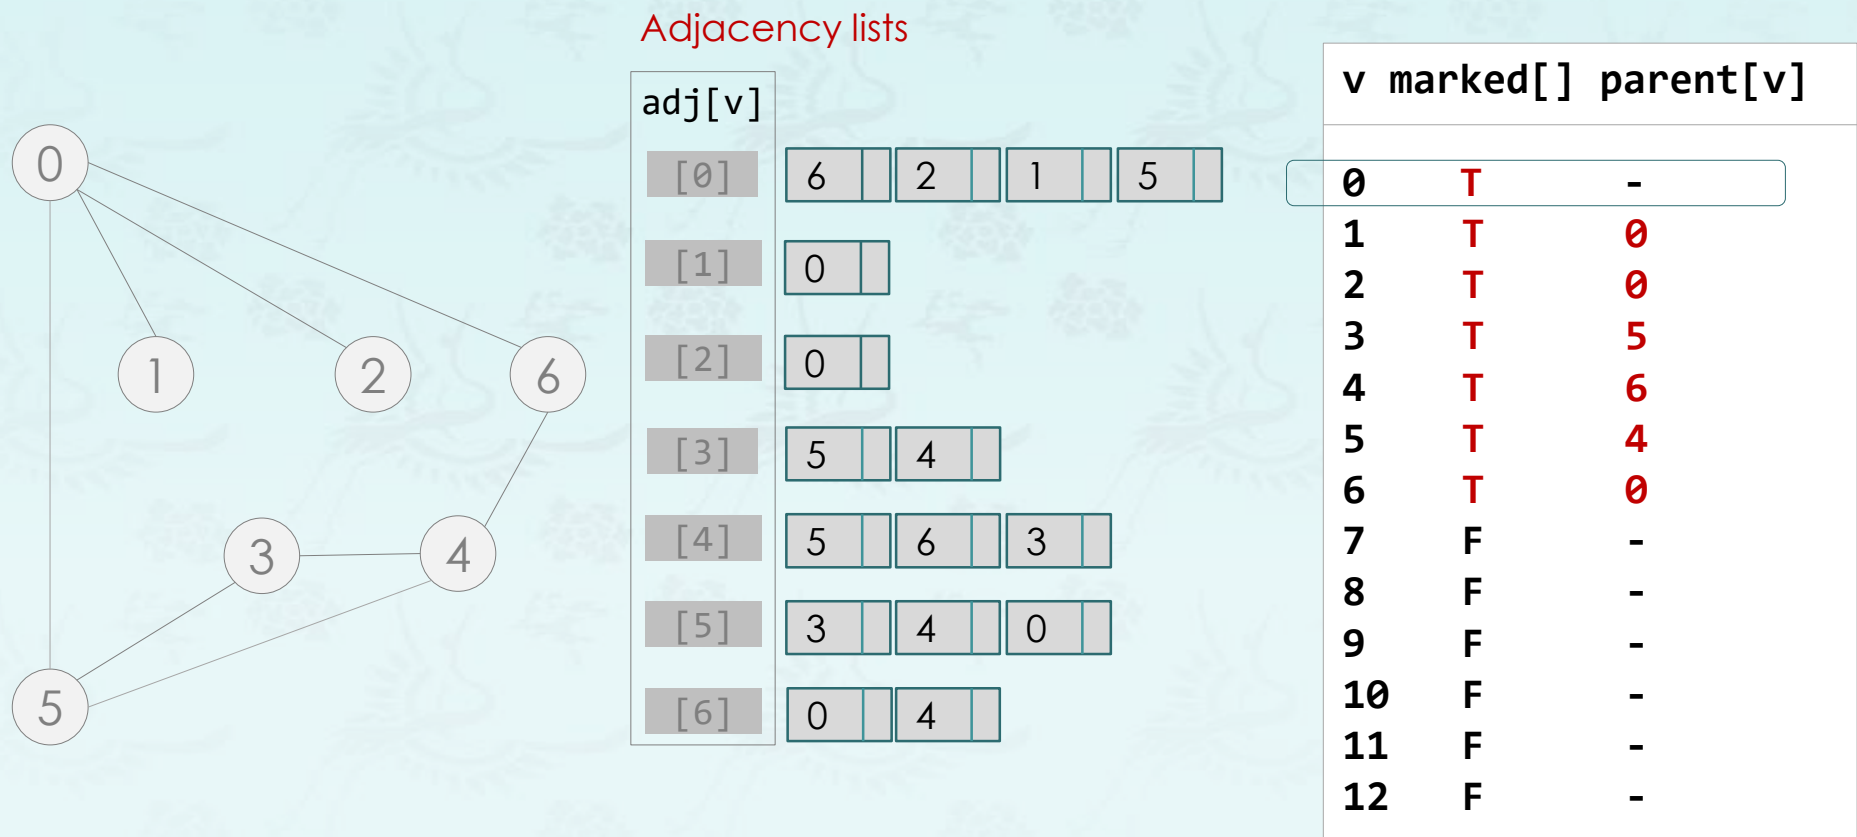 Adjacency lists
adj[v]
[0] 6 2 1 5
[1] 0
[2] 0
[3] 5 4
[4] 5 6 3
[5] 3 4 0
[6] 0 4
0
1 2 6
3 4
5
v marked[] parent[v]
0 T -
1 T 0
2 T 0
3 T 5
4 T 6
5 T 4
6 T 0
7 F -
8 F -
9 F -
10 F -
11 F -
12 F -